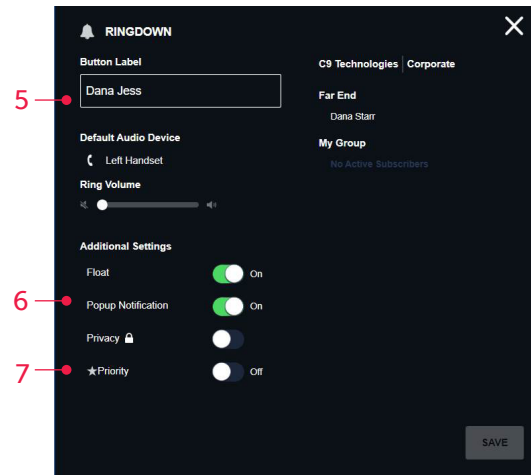 RINGDOWN
Button Label
Dana Jess
5
Default Audio Device
Left Handset
Ring Volume
Additional Settings
Float On
6
Popup Notification On
Privacy
7
★Priority Off
C9 Technologies Corporate
Far End
Dana Starr
My Group
No Active Subscribers
SAVE